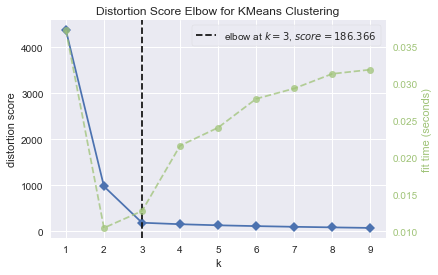 Distortion Score Elbow for KMeans Clustering
elbow at k = 3, score = 186.366
distortion score
4000
3000
2000
1000
0
0.035
0.030
0.025
0.020
0.015
0.010
fit time (seconds)
1 2 3 4 5 6 7 8 9
k